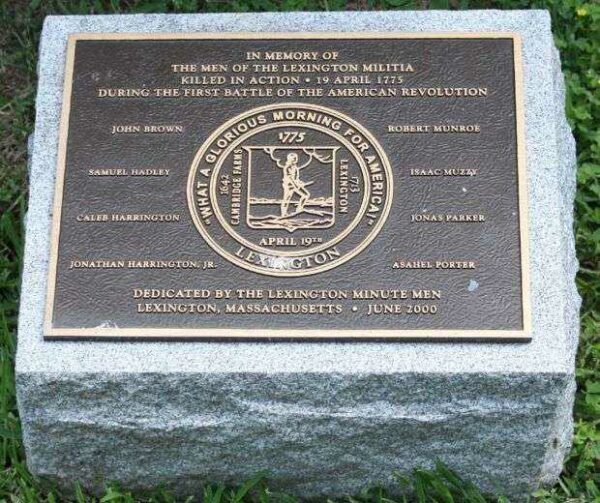 IN MEMORY OF
THE MEN OF THE LEXINGTON MILITIA
KILLED IN ACTION • 19 APRIL 1775
DURING THE FIRST BATTLE OF THE AMERICAN REVOLUTION
JOHN BROWN
ROBERT MUNROE
SAMUEL HADLEY
ISAAC MUZZY
CALEB HARRINGTON
JONAS PARKER
JONATHAN HARRINGTON, JR.
ASAHEL PORTER
"WHAT A GLORIOUS MORNING FOR AMERICA!"
1775
1642
CAMBRIDGE FARMS
LEXINGTON
1713
APRIL 19TH
LEXINGTON
DEDICATED BY THE LEXINGTON MINUTE MEN
LEXINGTON, MASSACHUSETTS • JUNE 2000